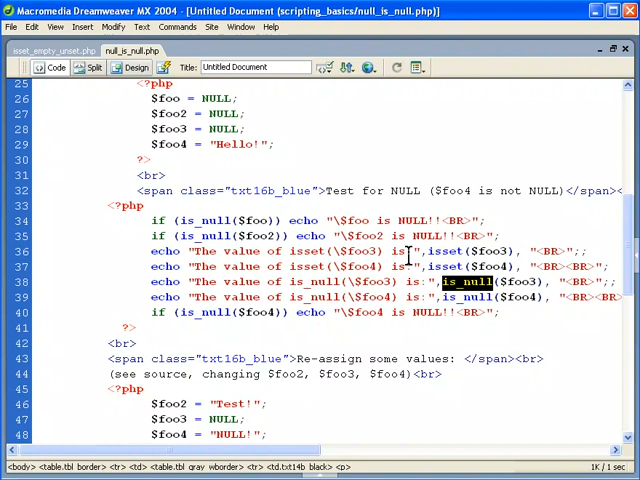 Macromedia Dreamweaver MX 2004 - [Untitled Document (scripting_basics/null_is_null.php)]
File Edit View Insert Modify Text Commands Site Window Help
isset_empty_unset.php null_is_null.php
Code Split Design Title: Untitled Document
25 <?php
26 $foo = NULL;
27 $foo2 = NULL;
28 $foo3 = NULL;
29 $foo4 = "Hello!";
30 ?>
31 <br>
32 <span class="txt16b_blue">Test for NULL ($foo4 is not NULL)</span><
33 <?php
34 if (is_null($foo)) echo "\$foo is NULL!!<BR>";
35 if (is_null($foo2)) echo "\$foo2 is NULL!!<BR>";
36 echo "The value of isset(\$foo3) is:",isset($foo3), "<BR>";;
37 echo "The value of isset(\$foo4) is:",isset($foo4), "<BR><BR>";
38 echo "The value of is_null(\$foo3) is:",is_null($foo3), "<BR>";;
39 echo "The value of is_null(\$foo4) is:",is_null($foo4), "<BR><BR>
40 if (is_null($foo4)) echo "\$foo4 is NULL!!<BR>";
41 ?>
42 <br>
43 <span class="txt16b_blue">Re-assign some values: </span><br>
44 (see source, changing $foo2, $foo3, $foo4)<br>
45 <?php
46 $foo2 = "Test!";
47 $foo3 = NULL;
48 $foo4 = "NULL!";
<body> <table.tbl_border> <tr> <td> <table.tbl_gray_wborder> <tr> <td.txt14b_black> <p> 1K / 1 sec